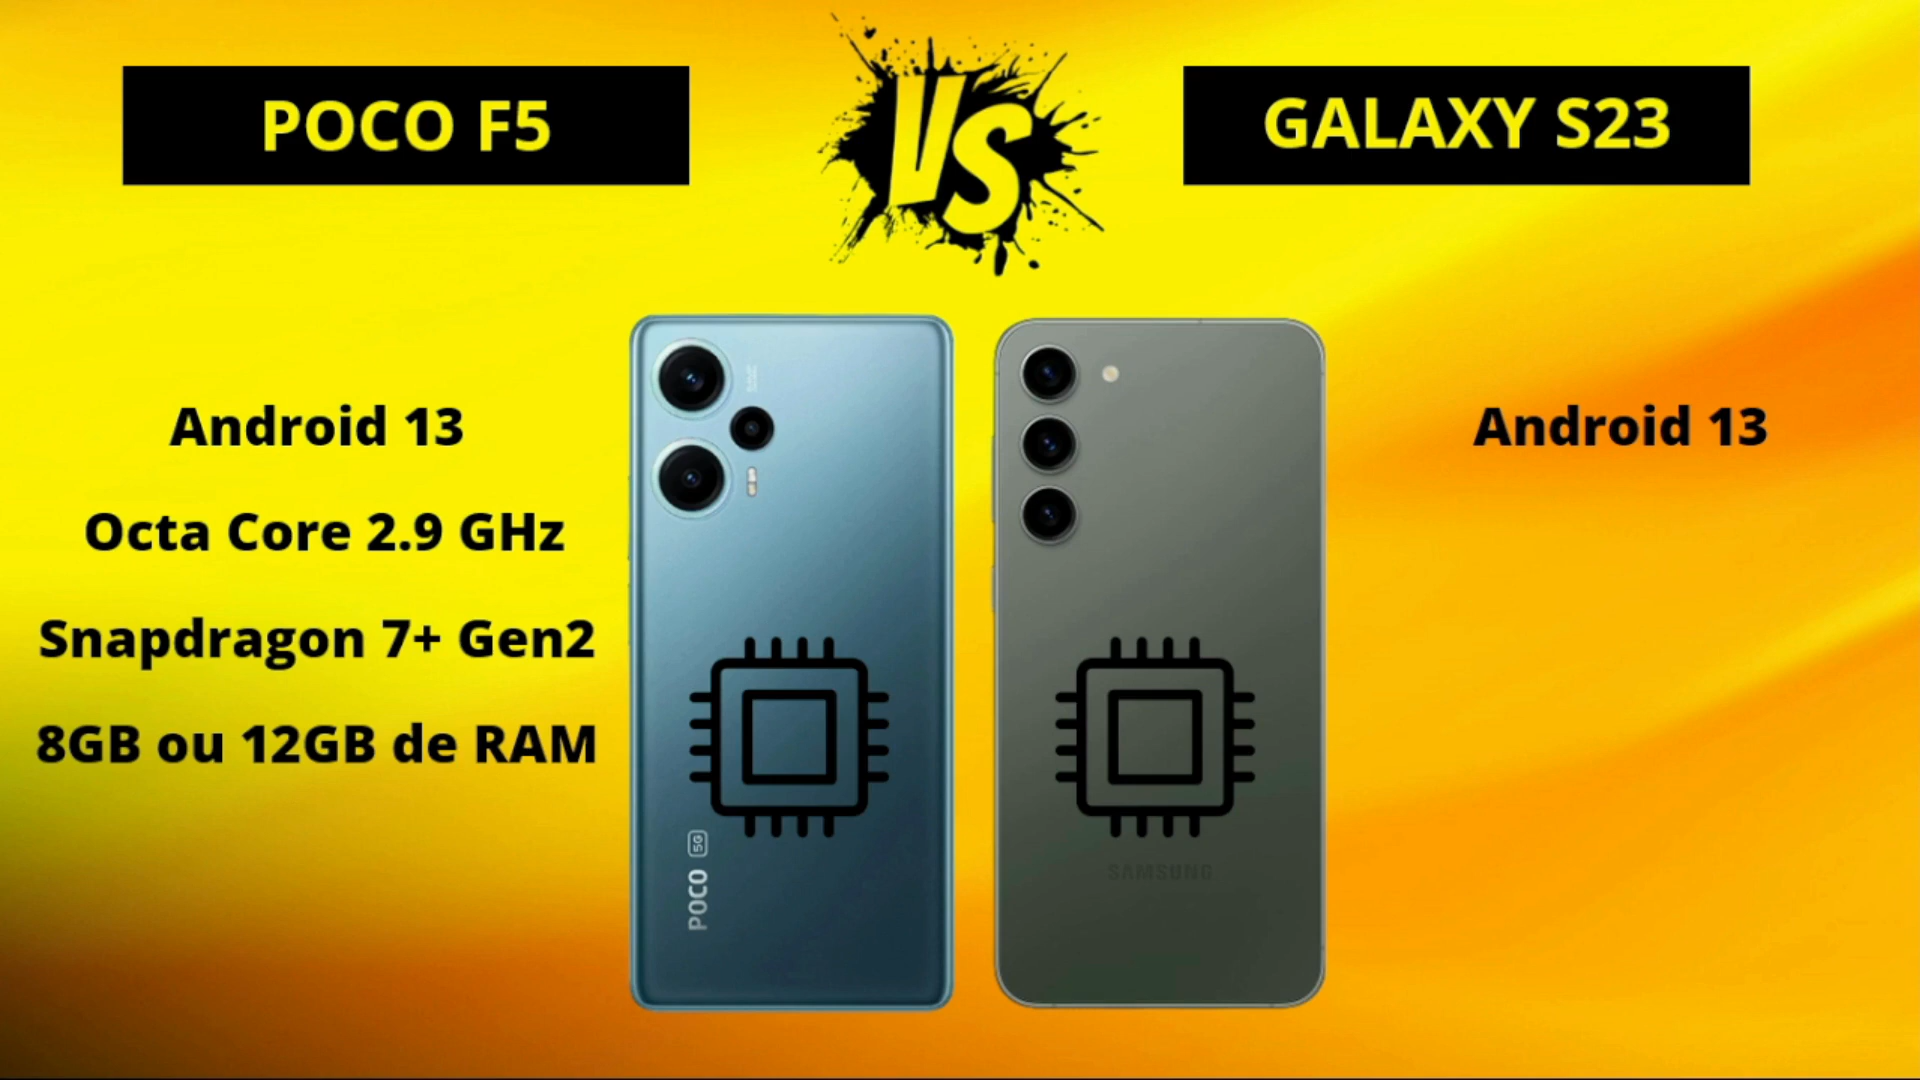 POCO F5
VS
GALAXY S23
Android 13
Octa Core 2.9 GHz
Snapdragon 7+ Gen2
8GB ou 12GB de RAM
Android 13
POCO 5G
SAMSUNG